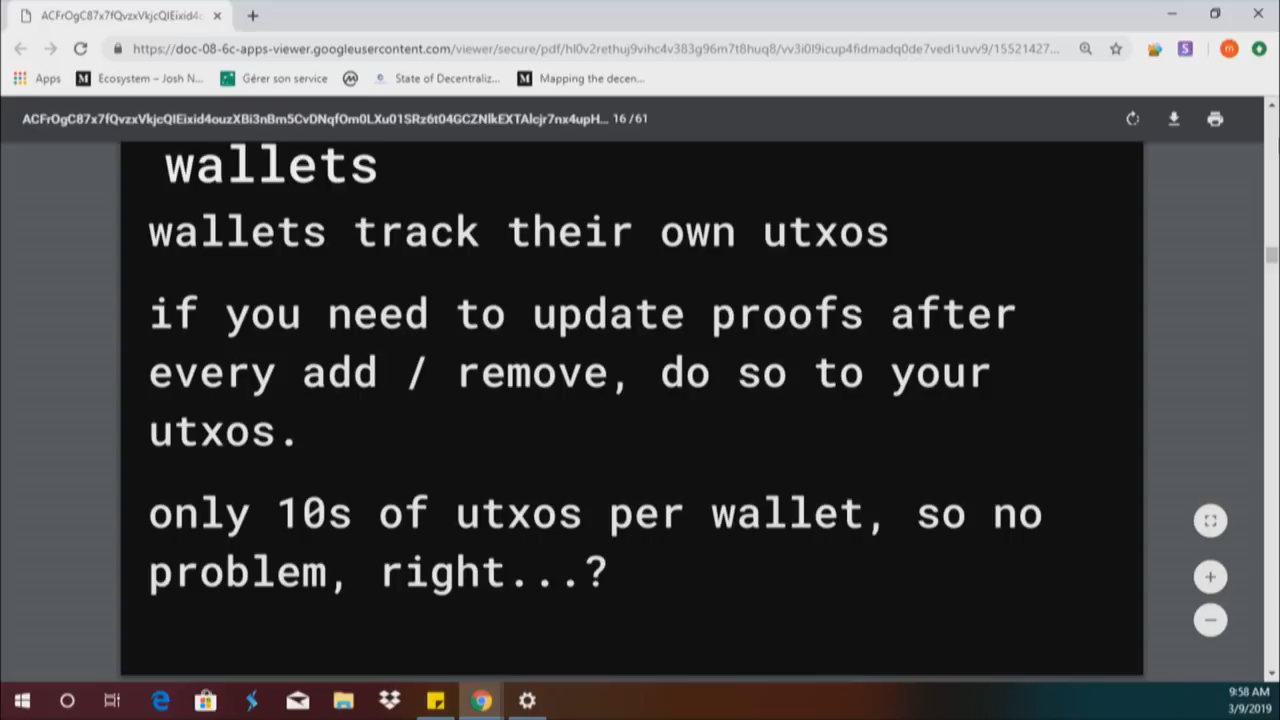 ACFrOgC87x7fQvzxVkjcQIEixid4
https://doc-08-6c-apps-viewer.googleusercontent.com/viewer/secure/pdf/hl0v2rethuj9vihc4v383g96m7t8huq8/vv3i0l9icup4fidmadq0de7vedi1uvv9/15521427...
Apps Ecosystem – Josh N... Gérer son service State of Decentraliz... Mapping the decen...
ACFrOgC87x7fQvzxVkjcQIEixid4ouzXBi3nBm5CvDNqfOm0LXu01SRz6t04GCZNlkEXTAlcjr7nx4upH... 16 / 61
wallets
wallets track their own utxos
if you need to update proofs after
every add / remove, do so to your
utxos.
only 10s of utxos per wallet, so no
problem, right...?
9:58 AM
3/9/2019